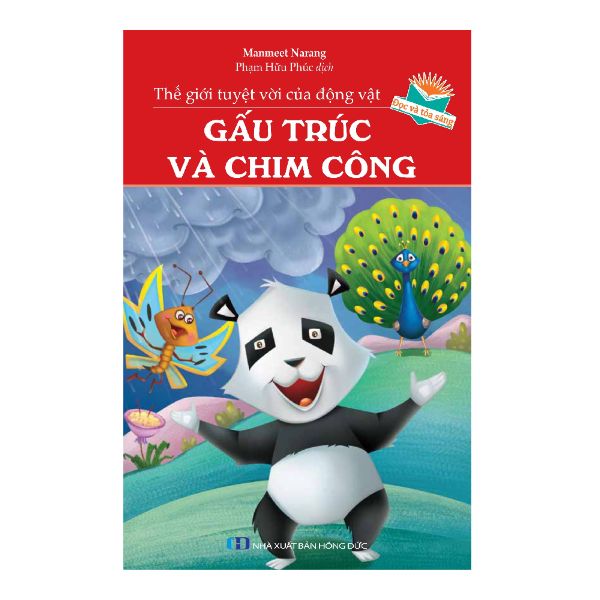 Manmeet Narang
Phạm Hữu Phúc dịch
Thế giới tuyệt vời của động vật
Đọc và tỏa sáng
GẤU TRÚC
VÀ CHIM CÔNG
NHÀ XUẤT BẢN HỒNG ĐỨC